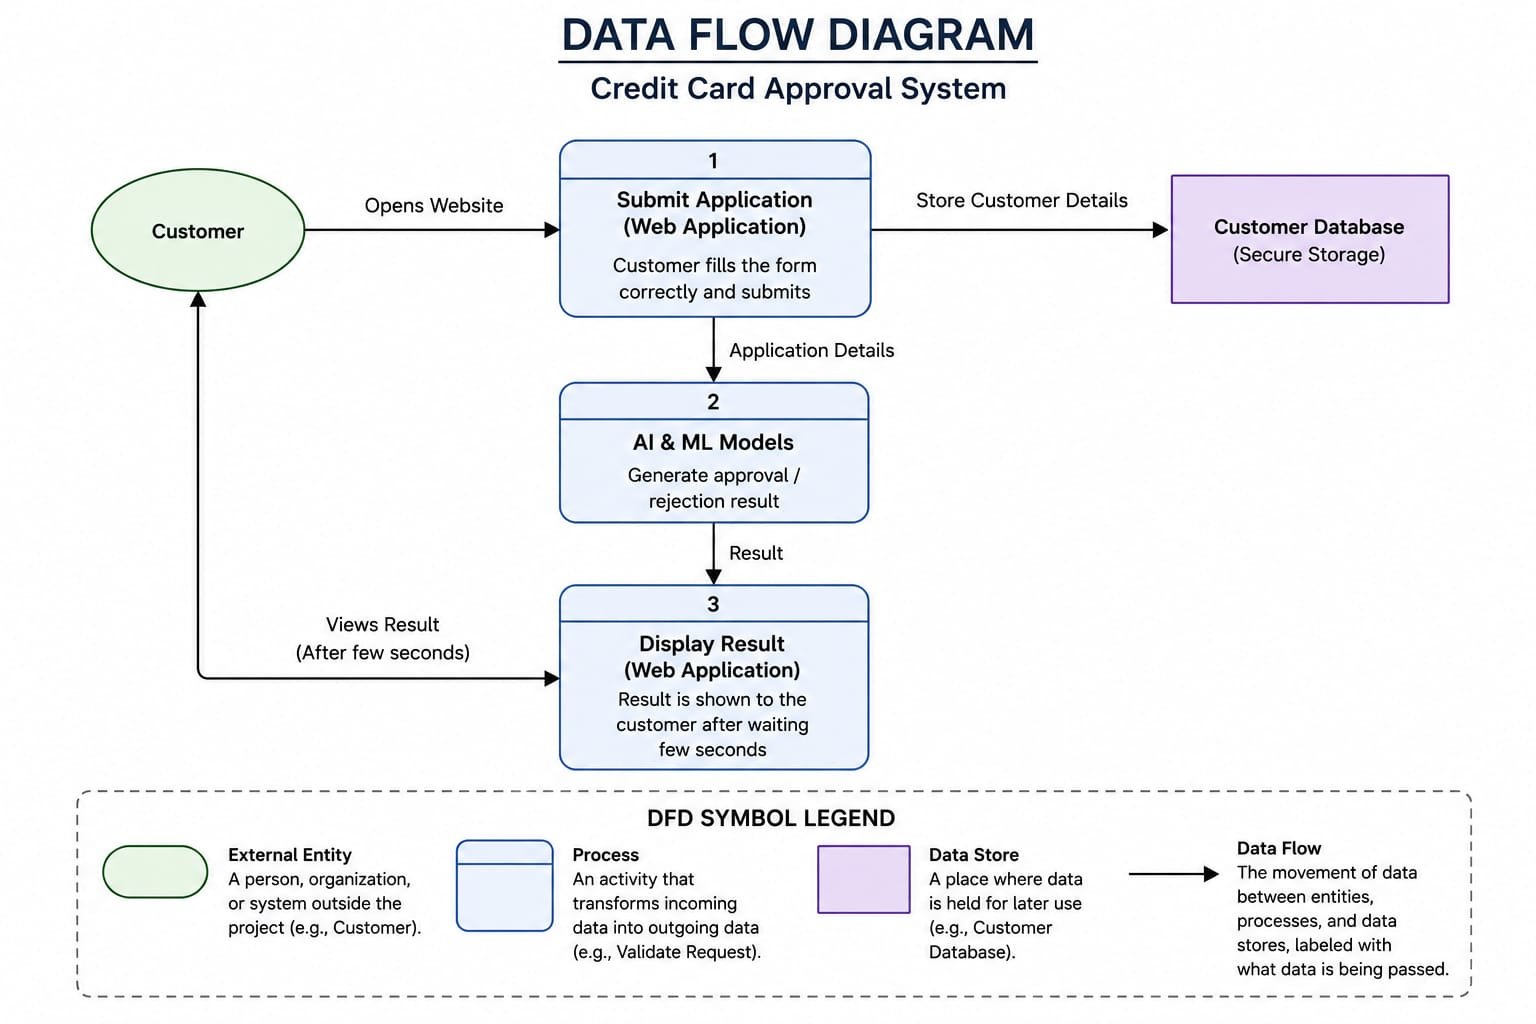 DATA FLOW DIAGRAM
Credit Card Approval System
Customer
Opens Website
1
Submit Application
(Web Application)
Customer fills the form
correctly and submits
Store Customer Details
Customer Database
(Secure Storage)
Application Details
2
AI & ML Models
Generate approval /
rejection result
Result
3
Display Result
(Web Application)
Result is shown to the
customer after waiting
few seconds
Views Result
(After few seconds)
DFD SYMBOL LEGEND
External Entity
A person, organization,
or system outside the
project (e.g., Customer).
Process
An activity that
transforms incoming
data into outgoing data
(e.g., Validate Request).
Data Store
A place where data
is held for later use
(e.g., Customer
Database).
Data Flow
The movement of data
between entities,
processes, and data
stores, labeled with
what data is being passed.